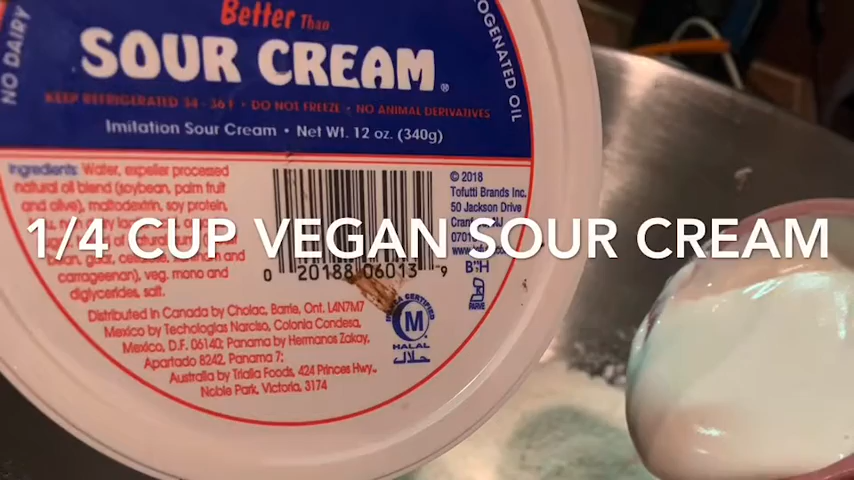 NO DAIRY
Better Than
SOUR CREAM®
KEEP REFRIGERATED 34 - 36 F • DO NOT FREEZE • NO ANIMAL DERIVATIVES
Imitation Sour Cream • Net Wt. 12 oz. (340g)
OGENATED OIL
Ingredients: Water, expeller processed
natural oil blend (soybean, palm fruit
and olive), maltodextrin, soy protein,
carrageenan), veg. mono and
diglycerides, salt.
© 2018
Tofutti Brands Inc.
50 Jackson Drive
1/4 CUP VEGAN SOUR CREAM
0 20188 06013 9
PARVE
CERTIFIED
M
HALAL
حلال
Distributed in Canada by Cholac, Barrie, Ont. L4N7M7
Mexico by Techologias Narciso, Colonia Condesa,
Mexico, D.F. 06140; Panama by Hermanos Zakay,
Apartado 8242, Panama 7;
Australia by Trialia Foods, 424 Princes Hwy.,
Noble Park, Victoria, 3174